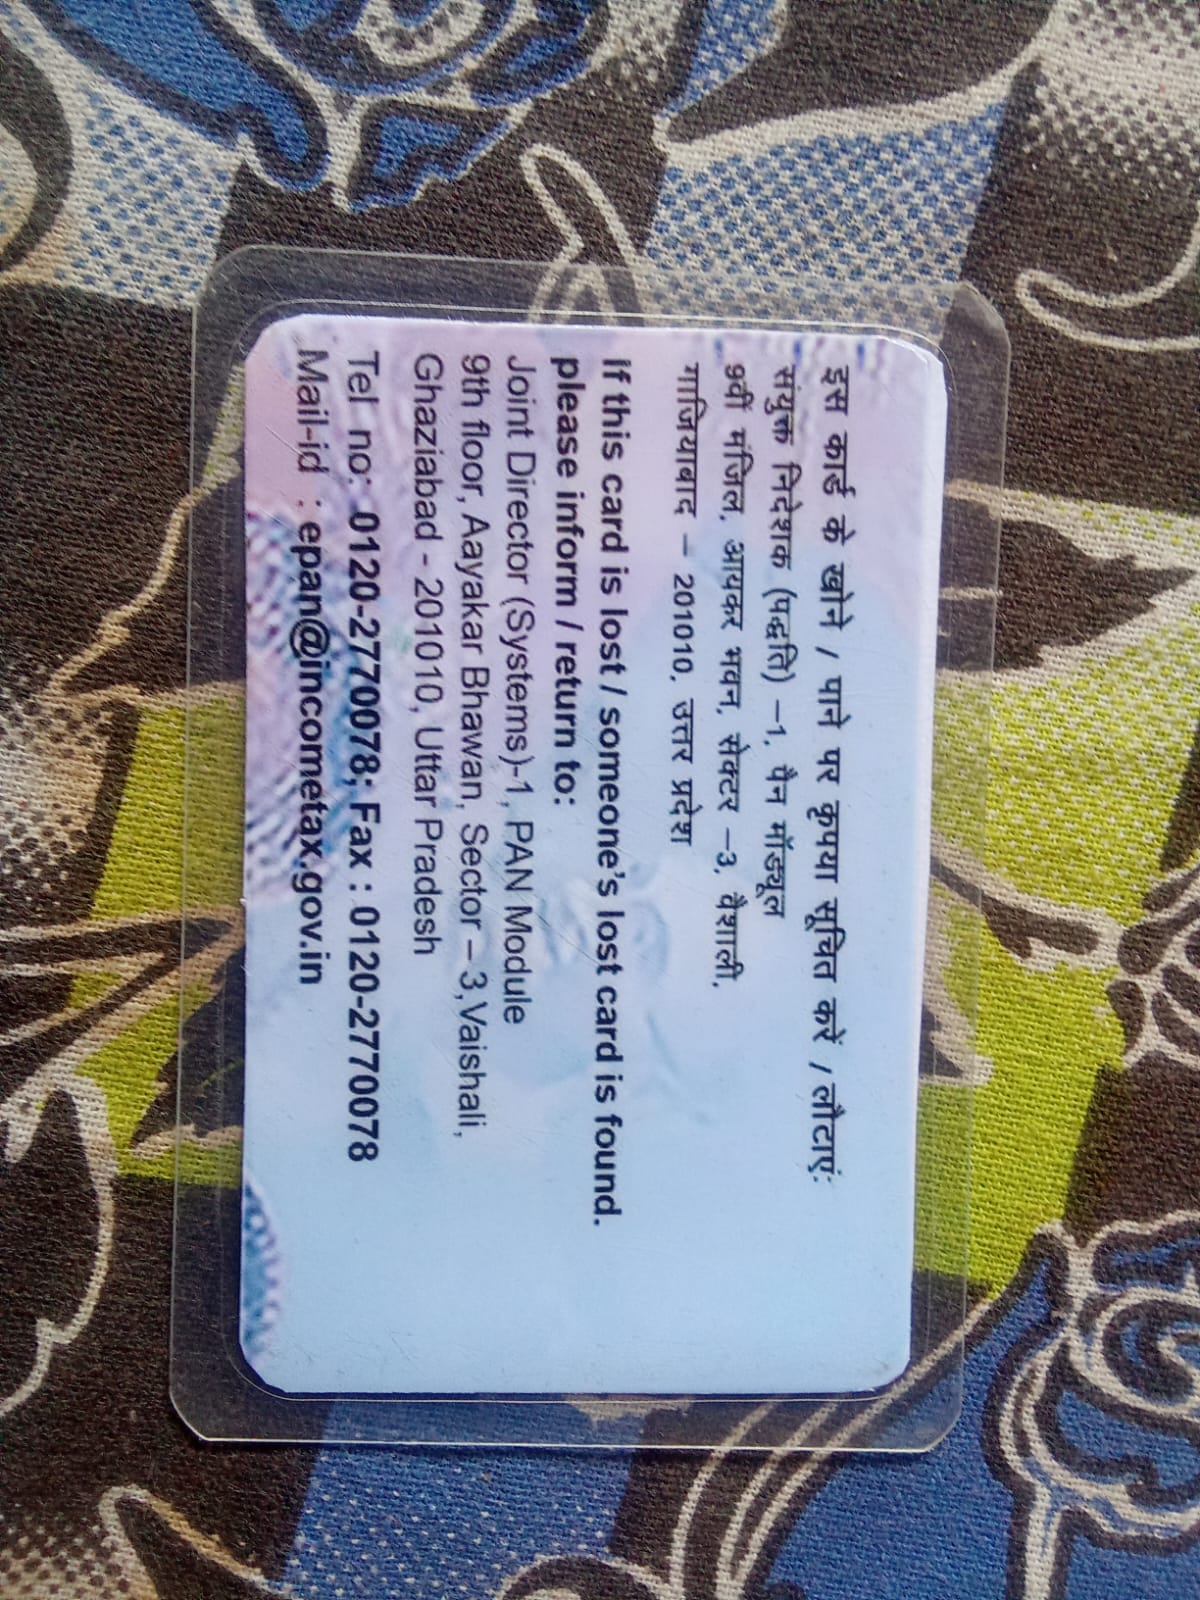 इस कार्ड के खोने / पाने पर कृपया सूचित करें / लौटाएं:
संयुक्त निदेशक (पद्धति) –1, पैन मॉड्यूल
9वीं मंजिल, आयकर भवन, सेक्टर –3, वैशाली,
गाजियाबाद – 201010, उत्तर प्रदेश
If this card is lost / someone's lost card is found.
please inform / return to:
Joint Director (Systems)-1, PAN Module
9th floor, Aayakar Bhawan, Sector – 3,Vaishali,
Ghaziabad - 201010, Uttar Pradesh
Tel no: 0120-2770078; Fax : 0120-2770078
Mail-id : epan@incometax.gov.in